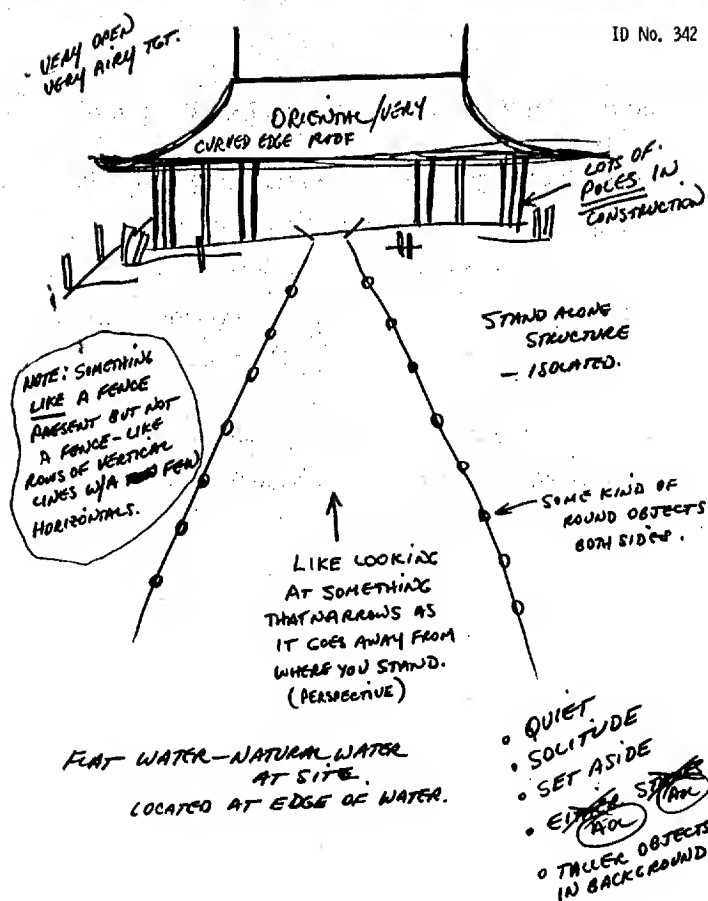 ID No. 342
- VERY OPEN
VERY AIRY TGT.
ORIENTAL/VERY
CURVED EDGE ROOF
LOTS OF
POLES IN
CONSTRUCTION
STAND ALONE
STRUCTURE
- ISOLATED.
NOTE: SOMETHING
LIKE A FENCE
PRESENT BUT NOT
A FENCE-LIKE
ROWS OF VERTICAL
LINES W/A FEW
HORIZONTALS.
SOME KIND OF
ROUND OBJECTS
BOTH SIDES.
LIKE LOOKING
AT SOMETHING
THAT NARROWS AS
IT GOES AWAY FROM
WHERE YOU STAND.
(PERSPECTIVE)
FLAT WATER-NATURAL WATER
AT SITE.
LOCATED AT EDGE OF WATER.
• QUIET
• SOLITUDE
• SET ASIDE
• EITHER
AOL
AOL
• TALLER OBJECTS
IN BACKGROUND